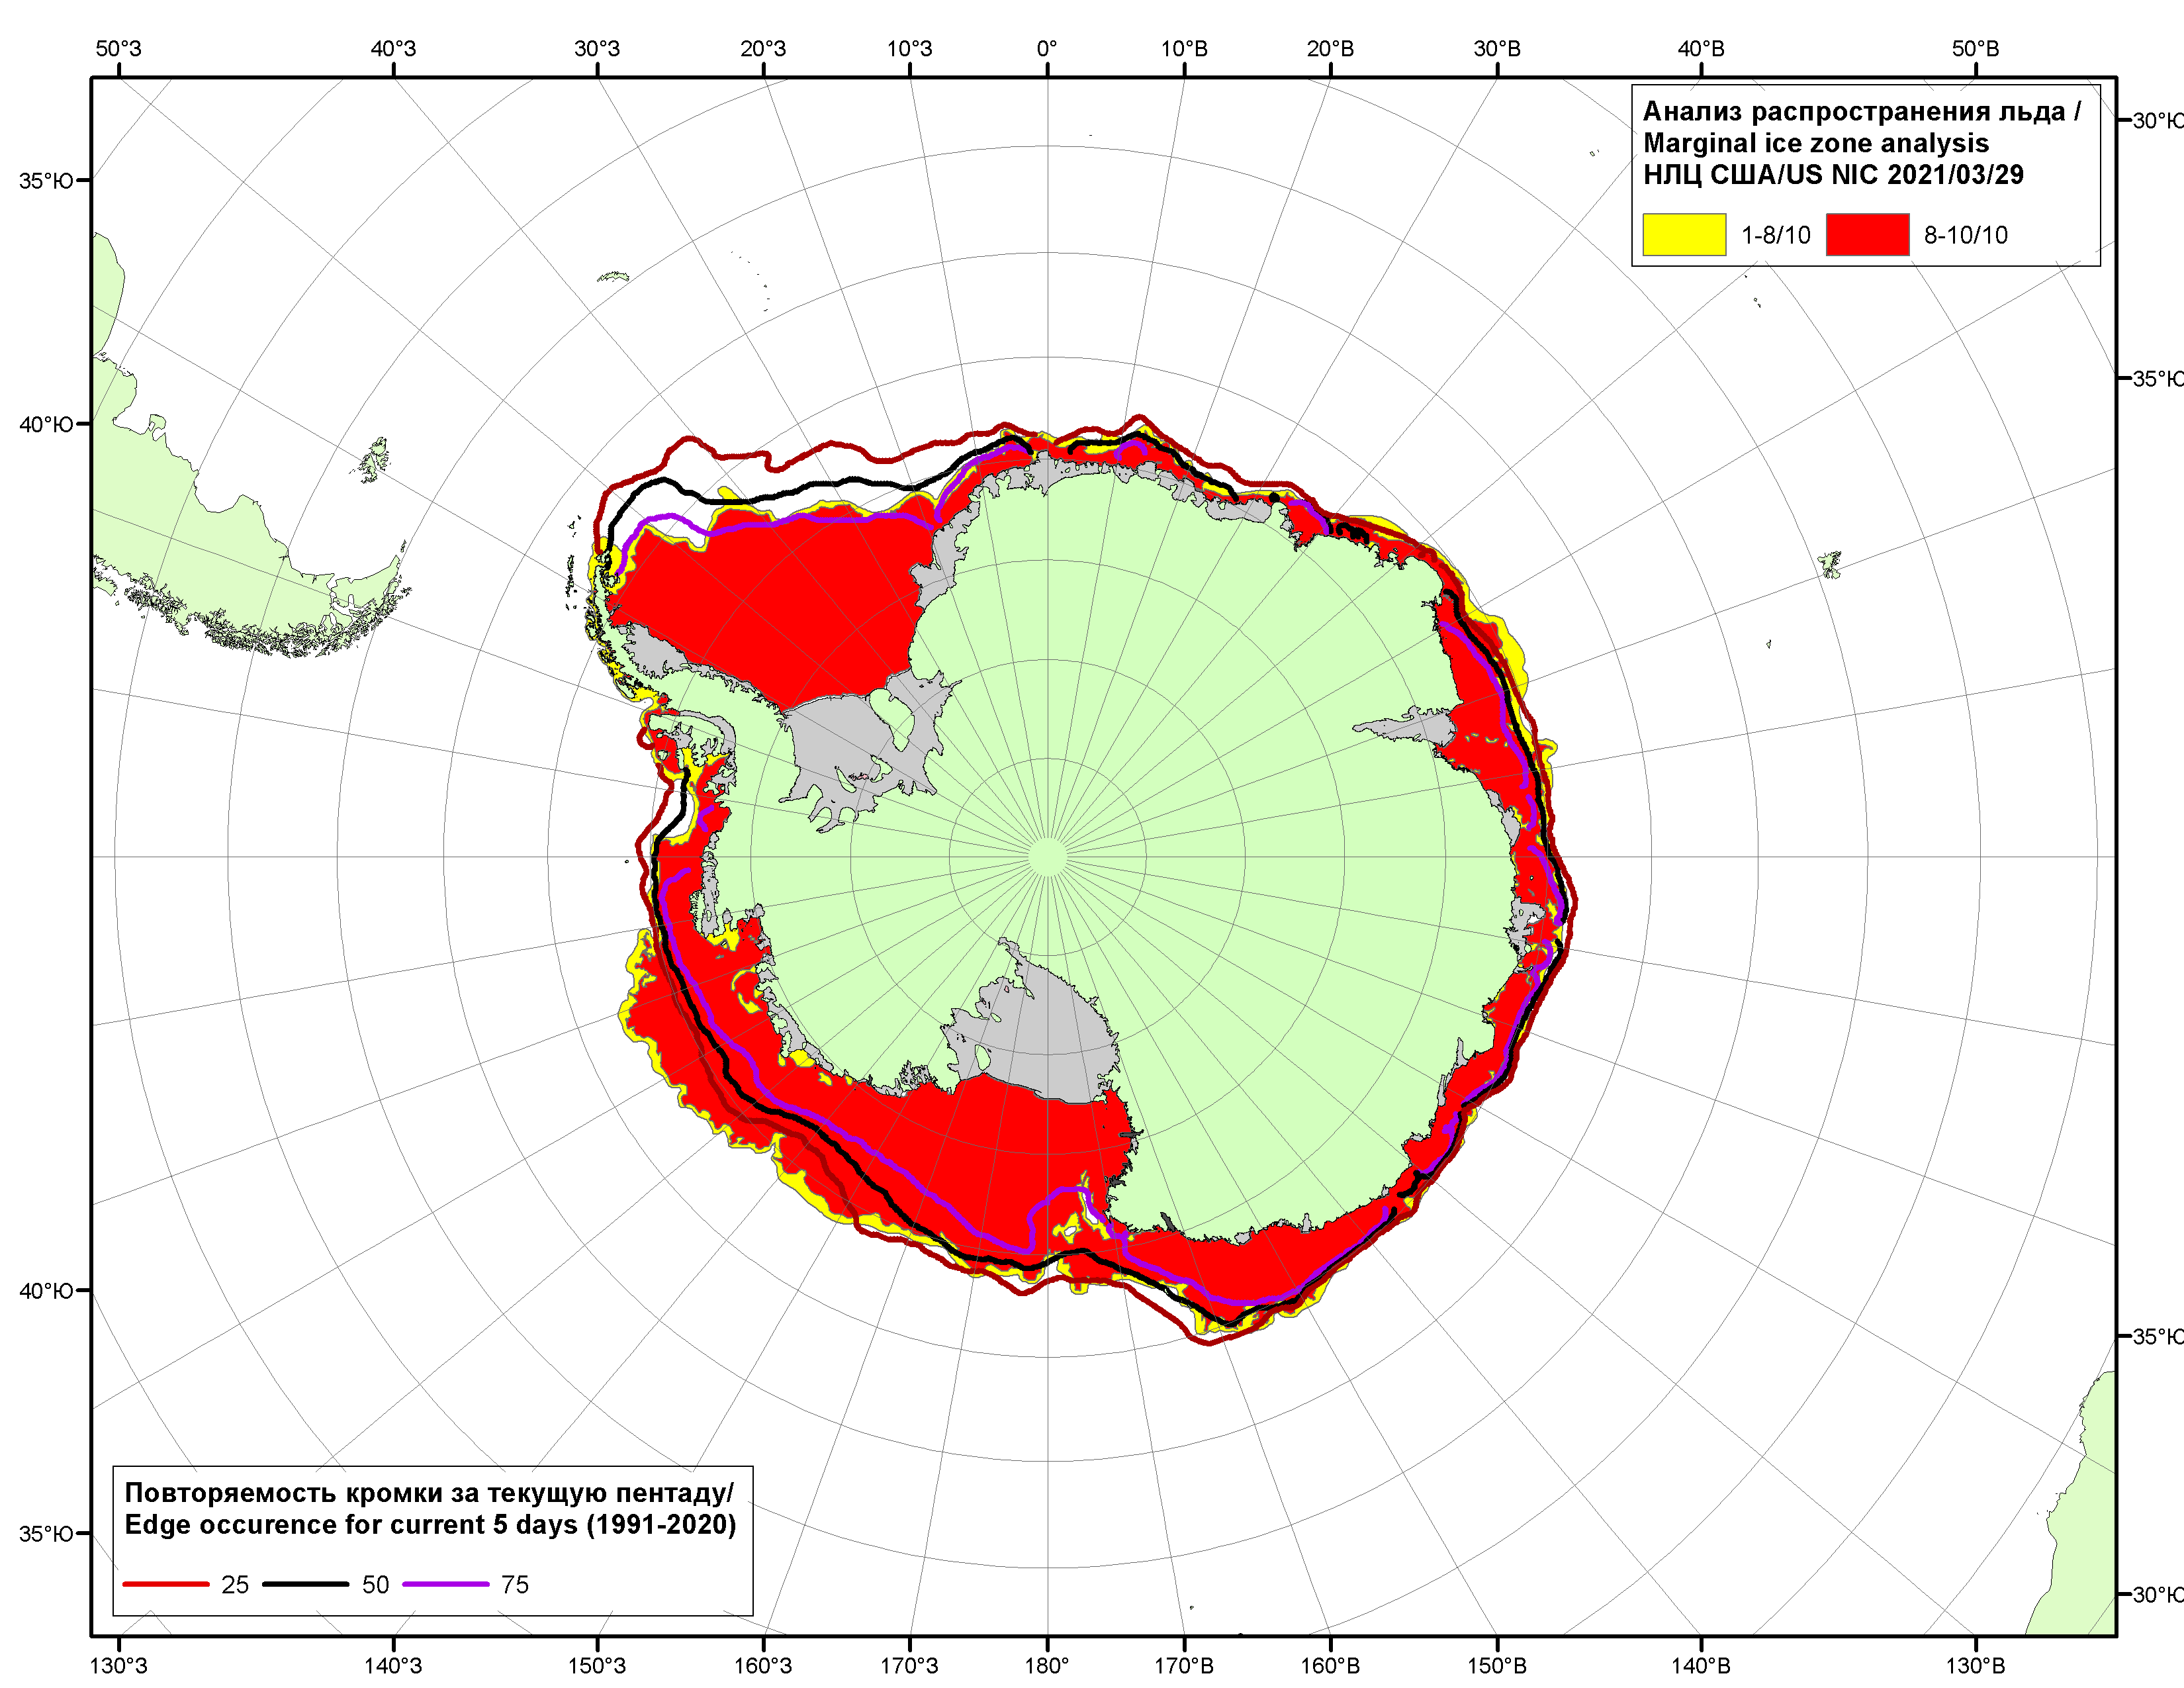 50°З 40°З 30°З 20°З 10°З 0° 10°В 20°В 30°В 40°В 50°В
Анализ распространения льда /
Marginal ice zone analysis
НЛЦ США/US NIC 2021/03/29
1-8/10 8-10/10
30°Ю
35°Ю
35°Ю
40°Ю
40°Ю
35°Ю
35°Ю
30°Ю
Повторяемость кромки за текущую пентаду/
Edge occurence for current 5 days (1991-2020)
25 50 75
130°З 140°З 150°З 160°З 170°З 180° 170°В 160°В 150°В 140°В 130°В